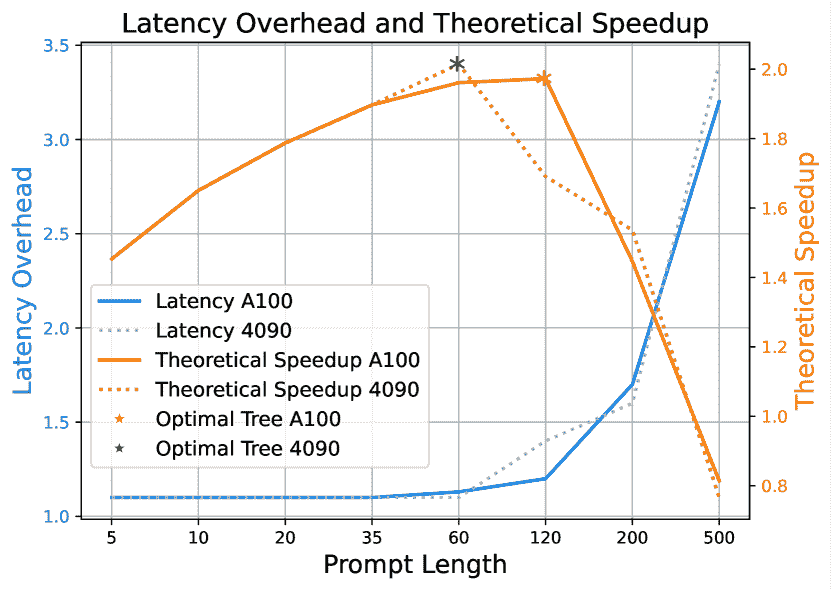 Latency Overhead and Theoretical Speedup
3.5
3.0
2.5
2.0
1.5
1.0
Latency Overhead
2.0
1.8
1.6
1.4
1.2
1.0
0.8
Theoretical Speedup
Latency A100
Latency 4090
Theoretical Speedup A100
Theoretical Speedup 4090
Optimal Tree A100
Optimal Tree 4090
5 10 20 35 60 120 200 500
Prompt Length